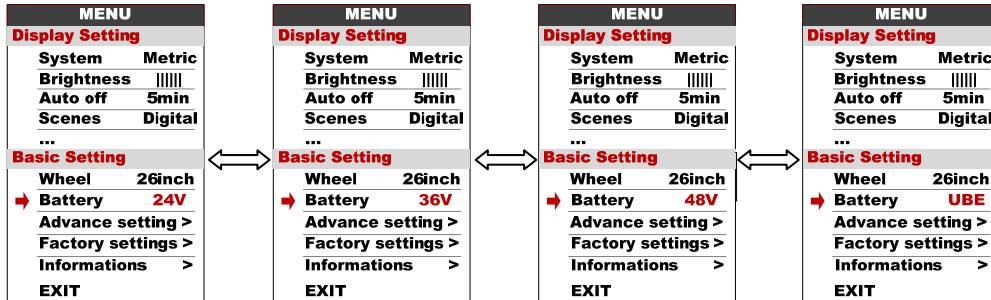 MENU
Display Setting
System Metric
Brightness ||||||
Auto off 5min
Scenes Digital
...
Basic Setting
Wheel 26inch
Battery 24V
Advance setting >
Factory settings >
Informations >
EXIT
MENU
Display Setting
System Metric
Brightness ||||||
Auto off 5min
Scenes Digital
...
Basic Setting
Wheel 26inch
Battery 36V
Advance setting >
Factory settings >
Informations >
EXIT
MENU
Display Setting
System Metric
Brightness ||||||
Auto off 5min
Scenes Digital
...
Basic Setting
Wheel 26inch
Battery 48V
Advance setting >
Factory settings >
Informations >
EXIT
MENU
Display Setting
System Metric
Brightness ||||||
Auto off 5min
Scenes Digital
...
Basic Setting
Wheel 26inch
Battery UBE
Advance setting >
Factory settings >
Informations >
EXIT